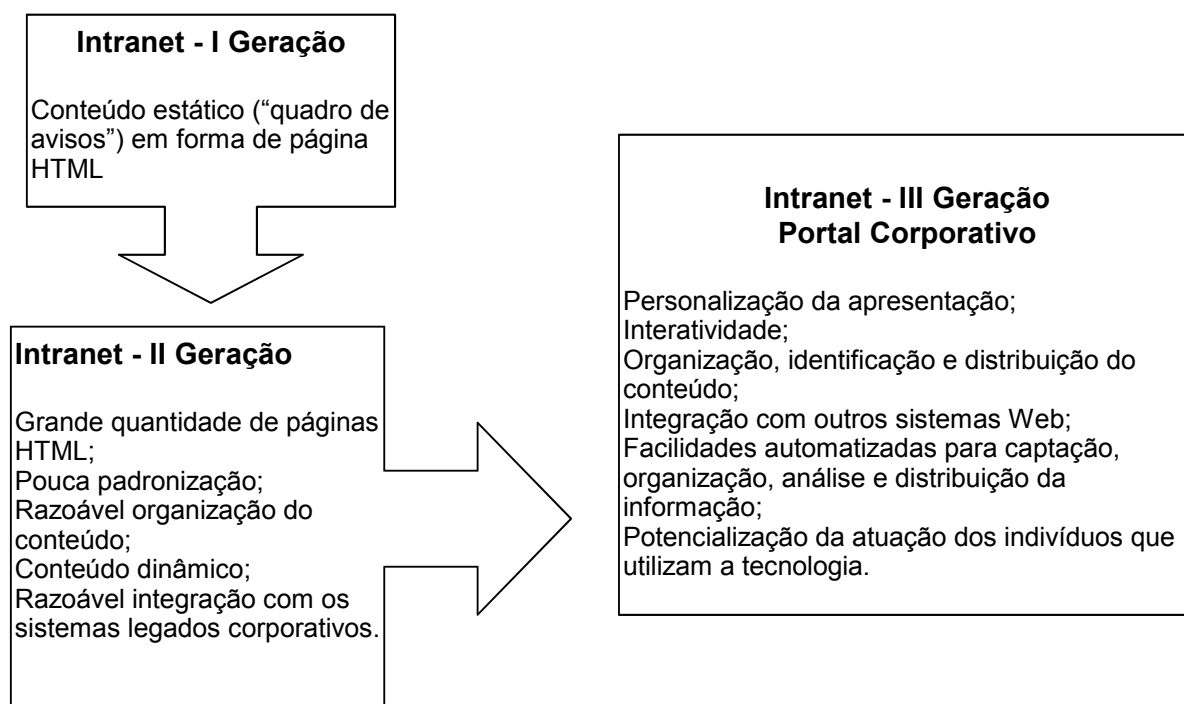 Intranet - I Geração
Conteúdo estático (“quadro de
avisos”) em forma de página
HTML
Intranet - II Geração
Grande quantidade de páginas
HTML;
Pouca padronização;
Razoável organização do
conteúdo;
Conteúdo dinâmico;
Razoável integração com os
sistemas legados corporativos.
Intranet - III Geração
Portal Corporativo
Personalização da apresentação;
Interatividade;
Organização, identificação e distribuição do
conteúdo;
Integração com outros sistemas Web;
Facilidades automatizadas para captação,
organização, análise e distribuição da
informação;
Potencialização da atuação dos indivíduos que
utilizam a tecnologia.